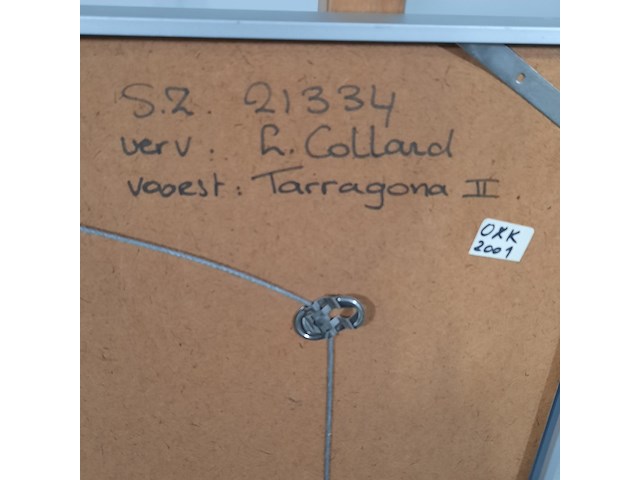 S.Z. 21334
verv. L. Collard
voorst: Tarragona II
OKK
2001